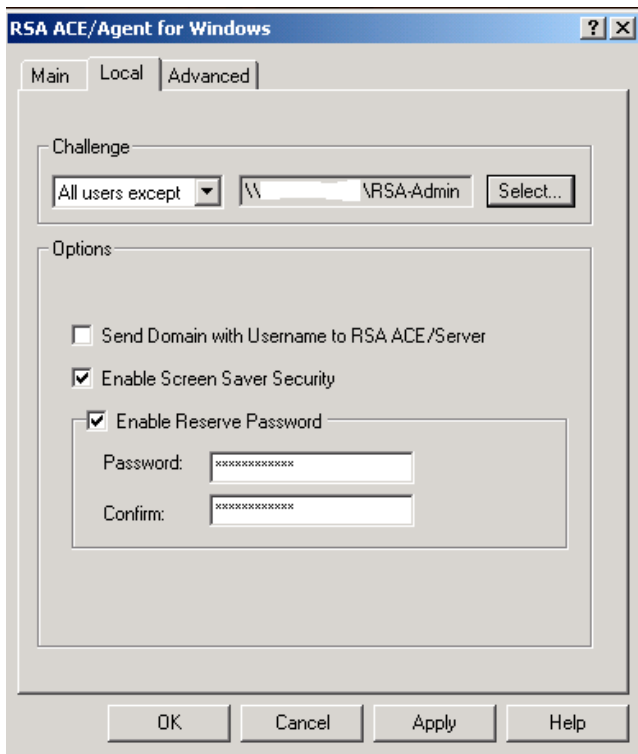 RSA ACE/Agent for Windows
Main Local Advanced
Challenge
All users except \\ \RSA-Admin Select...
Options
Send Domain with Username to RSA ACE/Server
Enable Screen Saver Security
Enable Reserve Password
Password: ************
Confirm: ************
OK Cancel Apply Help